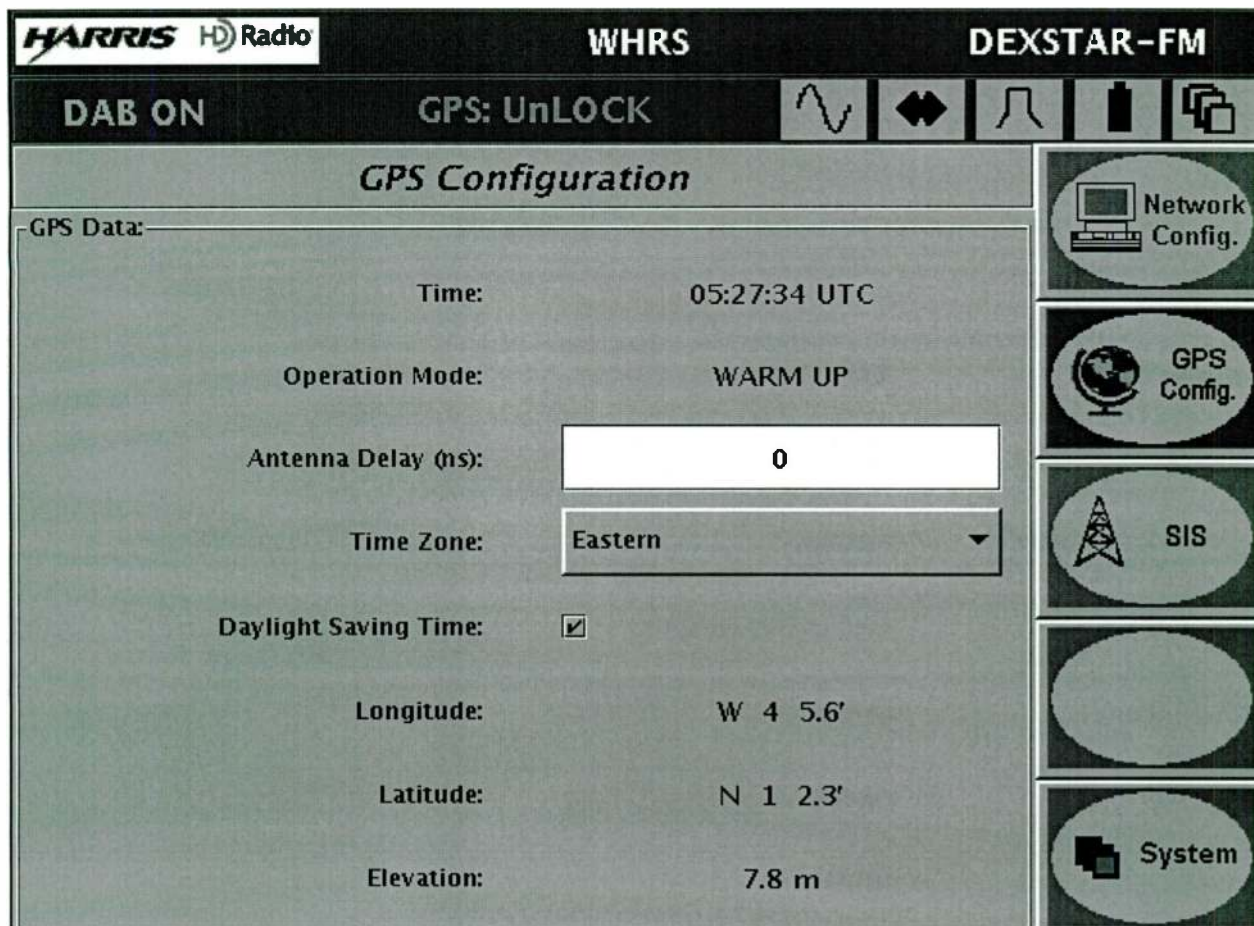 HARRIS HD Radio WHRS DEXSTAR-FM
DAB ON GPS: UnLOCK
GPS Configuration
Network
Config.
GPS Data:
Time: 05:27:34 UTC
GPS
Config.
Operation Mode: WARM UP
Antenna Delay (ns): 0
Time Zone: Eastern
SIS
Daylight Saving Time:
Longitude: W 4 5.6'
Latitude: N 1 2.3'
System
Elevation: 7.8 m